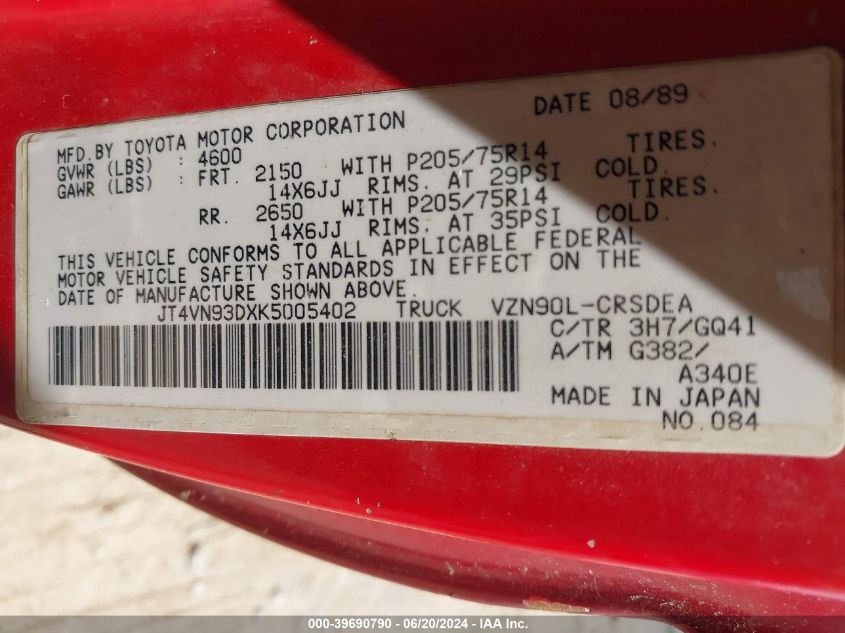 DATE 08/89
MFD.BY TOYOTA MOTOR CORPORATION
GVWR (LBS) : 4600
GAWR (LBS) : FRT. 2150 WITH P205/75R14 TIRES.
14X6JJ RIMS. AT 29PSI COLD.
RR. 2650 WITH P205/75R14 TIRES.
14X6JJ RIMS. AT 35PSI COLD.
THIS VEHICLE CONFORMS TO ALL APPLICABLE FEDERAL
MOTOR VEHICLE SAFETY STANDARDS IN EFFECT ON THE
DATE OF MANUFACTURE SHOWN ABOVE.
JT4VN93DXK5005402 TRUCK VZN90L-CRSDEA
C/TR 3H7/GQ41
A/TM G382/
A340E
MADE IN JAPAN
NO.084
000-39690790 - 06/20/2024 - IAA Inc.